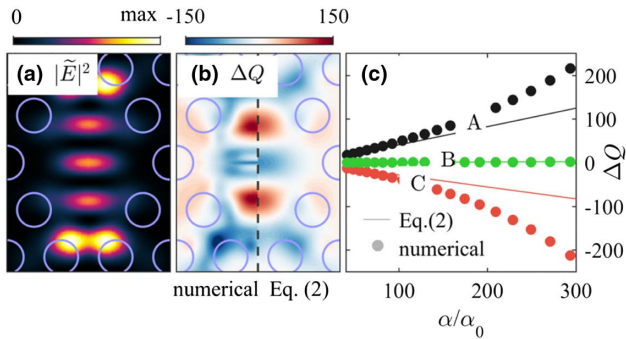 0 max -150 150
(a) |Ẽ|² (b) ΔQ (c)
200
100
A
B
0
C
ΔQ
-100
Eq.(2)
numerical
-200
numerical Eq. (2)
100 200 300
α/α₀